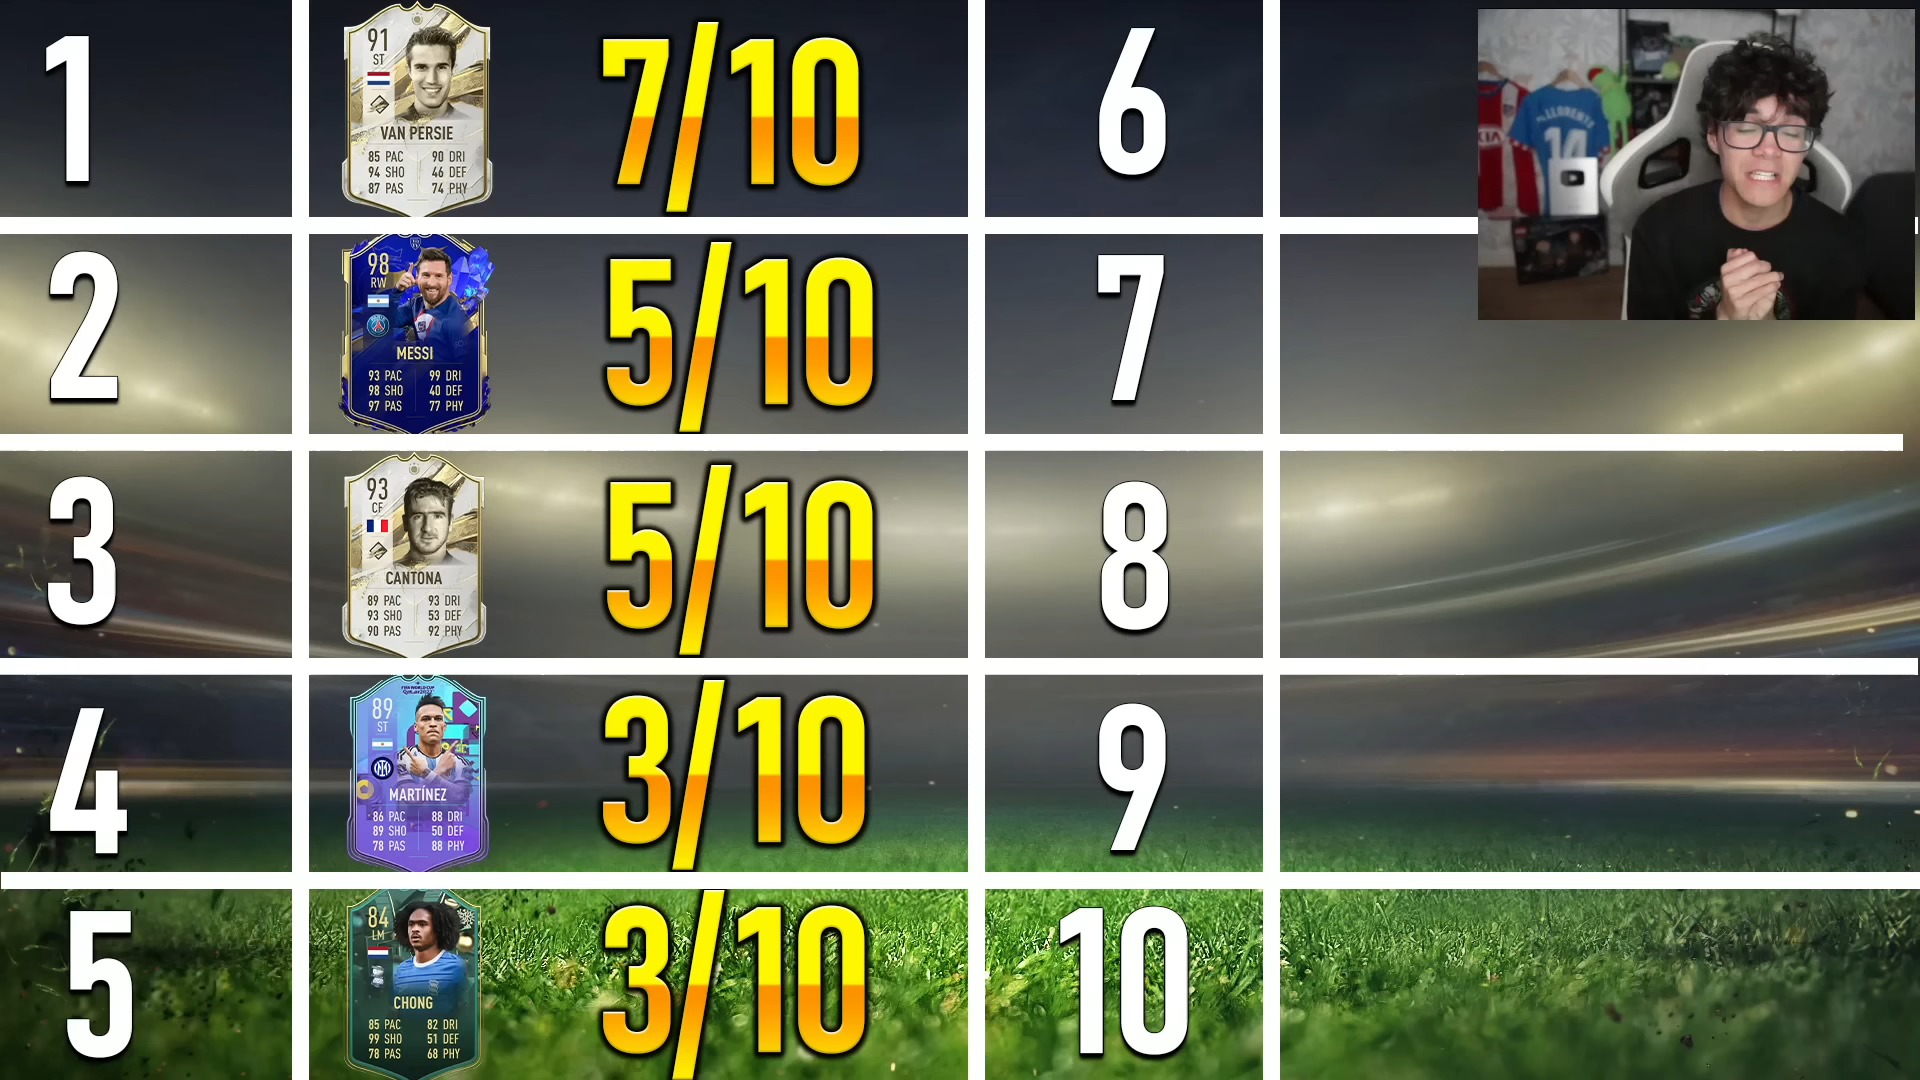 1
91
ST
VAN PERSIE
85 PAC 90 DRI
94 SHO 46 DEF
87 PAS 74 PHY
7/10
2
98
RW
MESSI
93 PAC 99 DRI
98 SHO 40 DEF
97 PAS 77 PHY
5/10
3
93
CF
CANTONA
89 PAC 93 DRI
93 SHO 53 DEF
90 PAS 92 PHY
5/10
4
FIFA WORLD CUP
89
ST
MARTÍNEZ
86 PAC 88 DRI
89 SHO 50 DEF
78 PAS 88 PHY
3/10
5
84
LM
CHONG
85 PAC 82 DRI
99 SHO 51 DEF
78 PAS 68 PHY
3/10
6
7
8
9
10
LLORENTE
14